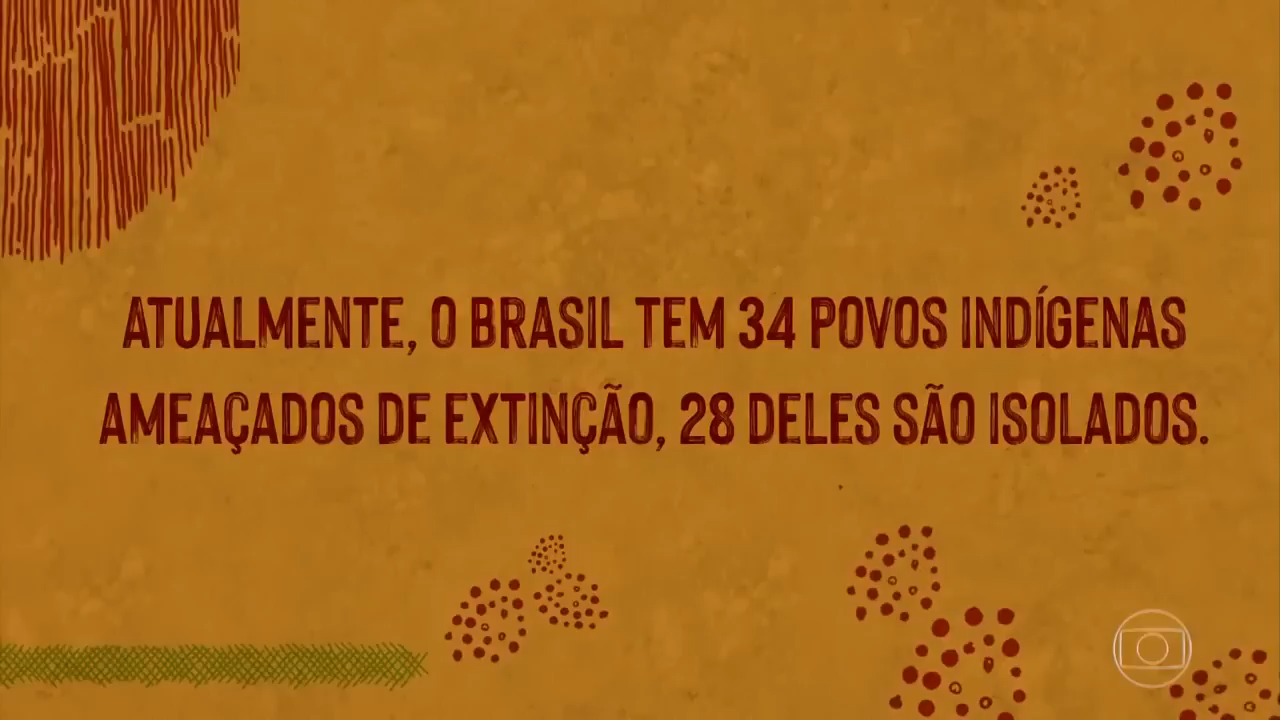 ATUALMENTE, O BRASIL TEM 34 POVOS INDÍGENAS
AMEAÇADOS DE EXTINÇÃO, 28 DELES SÃO ISOLADOS.